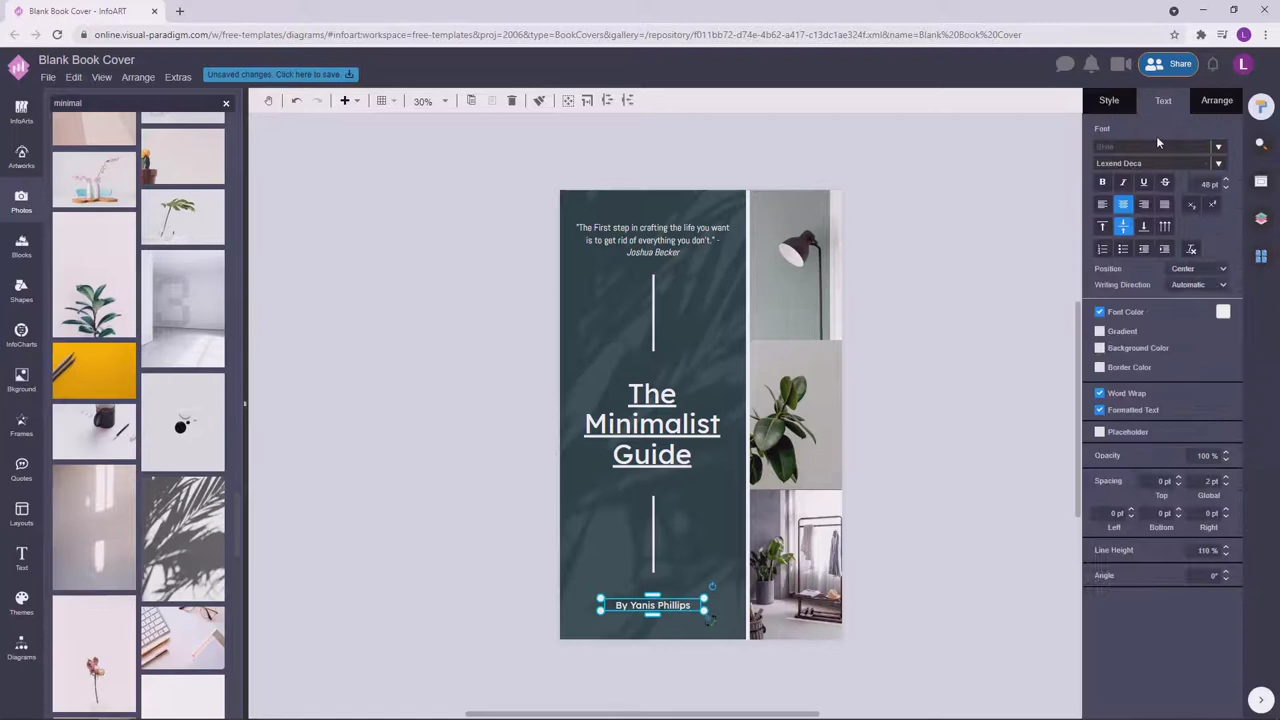 Blank Book Cover - InfoART
online.visual-paradigm.com/w/free-templates/diagrams/#infoart:workspace=free-templates&proj=2006&type=BookCovers&gallery=/repository/f011bb72-d74e-4b62-a417-c13dc1ae324f.xml&name=Blank%20Book%20Cover
Blank Book Cover
File Edit View Arrange Extras
Unsaved changes. Click here to save.
Share
L
minimal
30%
InfoArts
Artworks
Photos
Blocks
Shapes
InfoCharts
Bkground
Frames
Quotes
Layouts
Text
Themes
Diagrams
"The First step in crafting the life you want
is to get rid of everything you don't." -
Joshua Becker
The
Minimalist
Guide
By Yanis Phillips
Style Text Arrange
Font
Style
Lexend Deca
B I U S 48 pt
Position Center
Writing Direction Automatic
Font Color
Gradient
Background Color
Border Color
Word Wrap
Formatted Text
Placeholder
Opacity 100 %
Spacing 0 pt 2 pt
Top Global
0 pt 0 pt 0 pt
Left Bottom Right
Line Height 110 %
Angle 0°